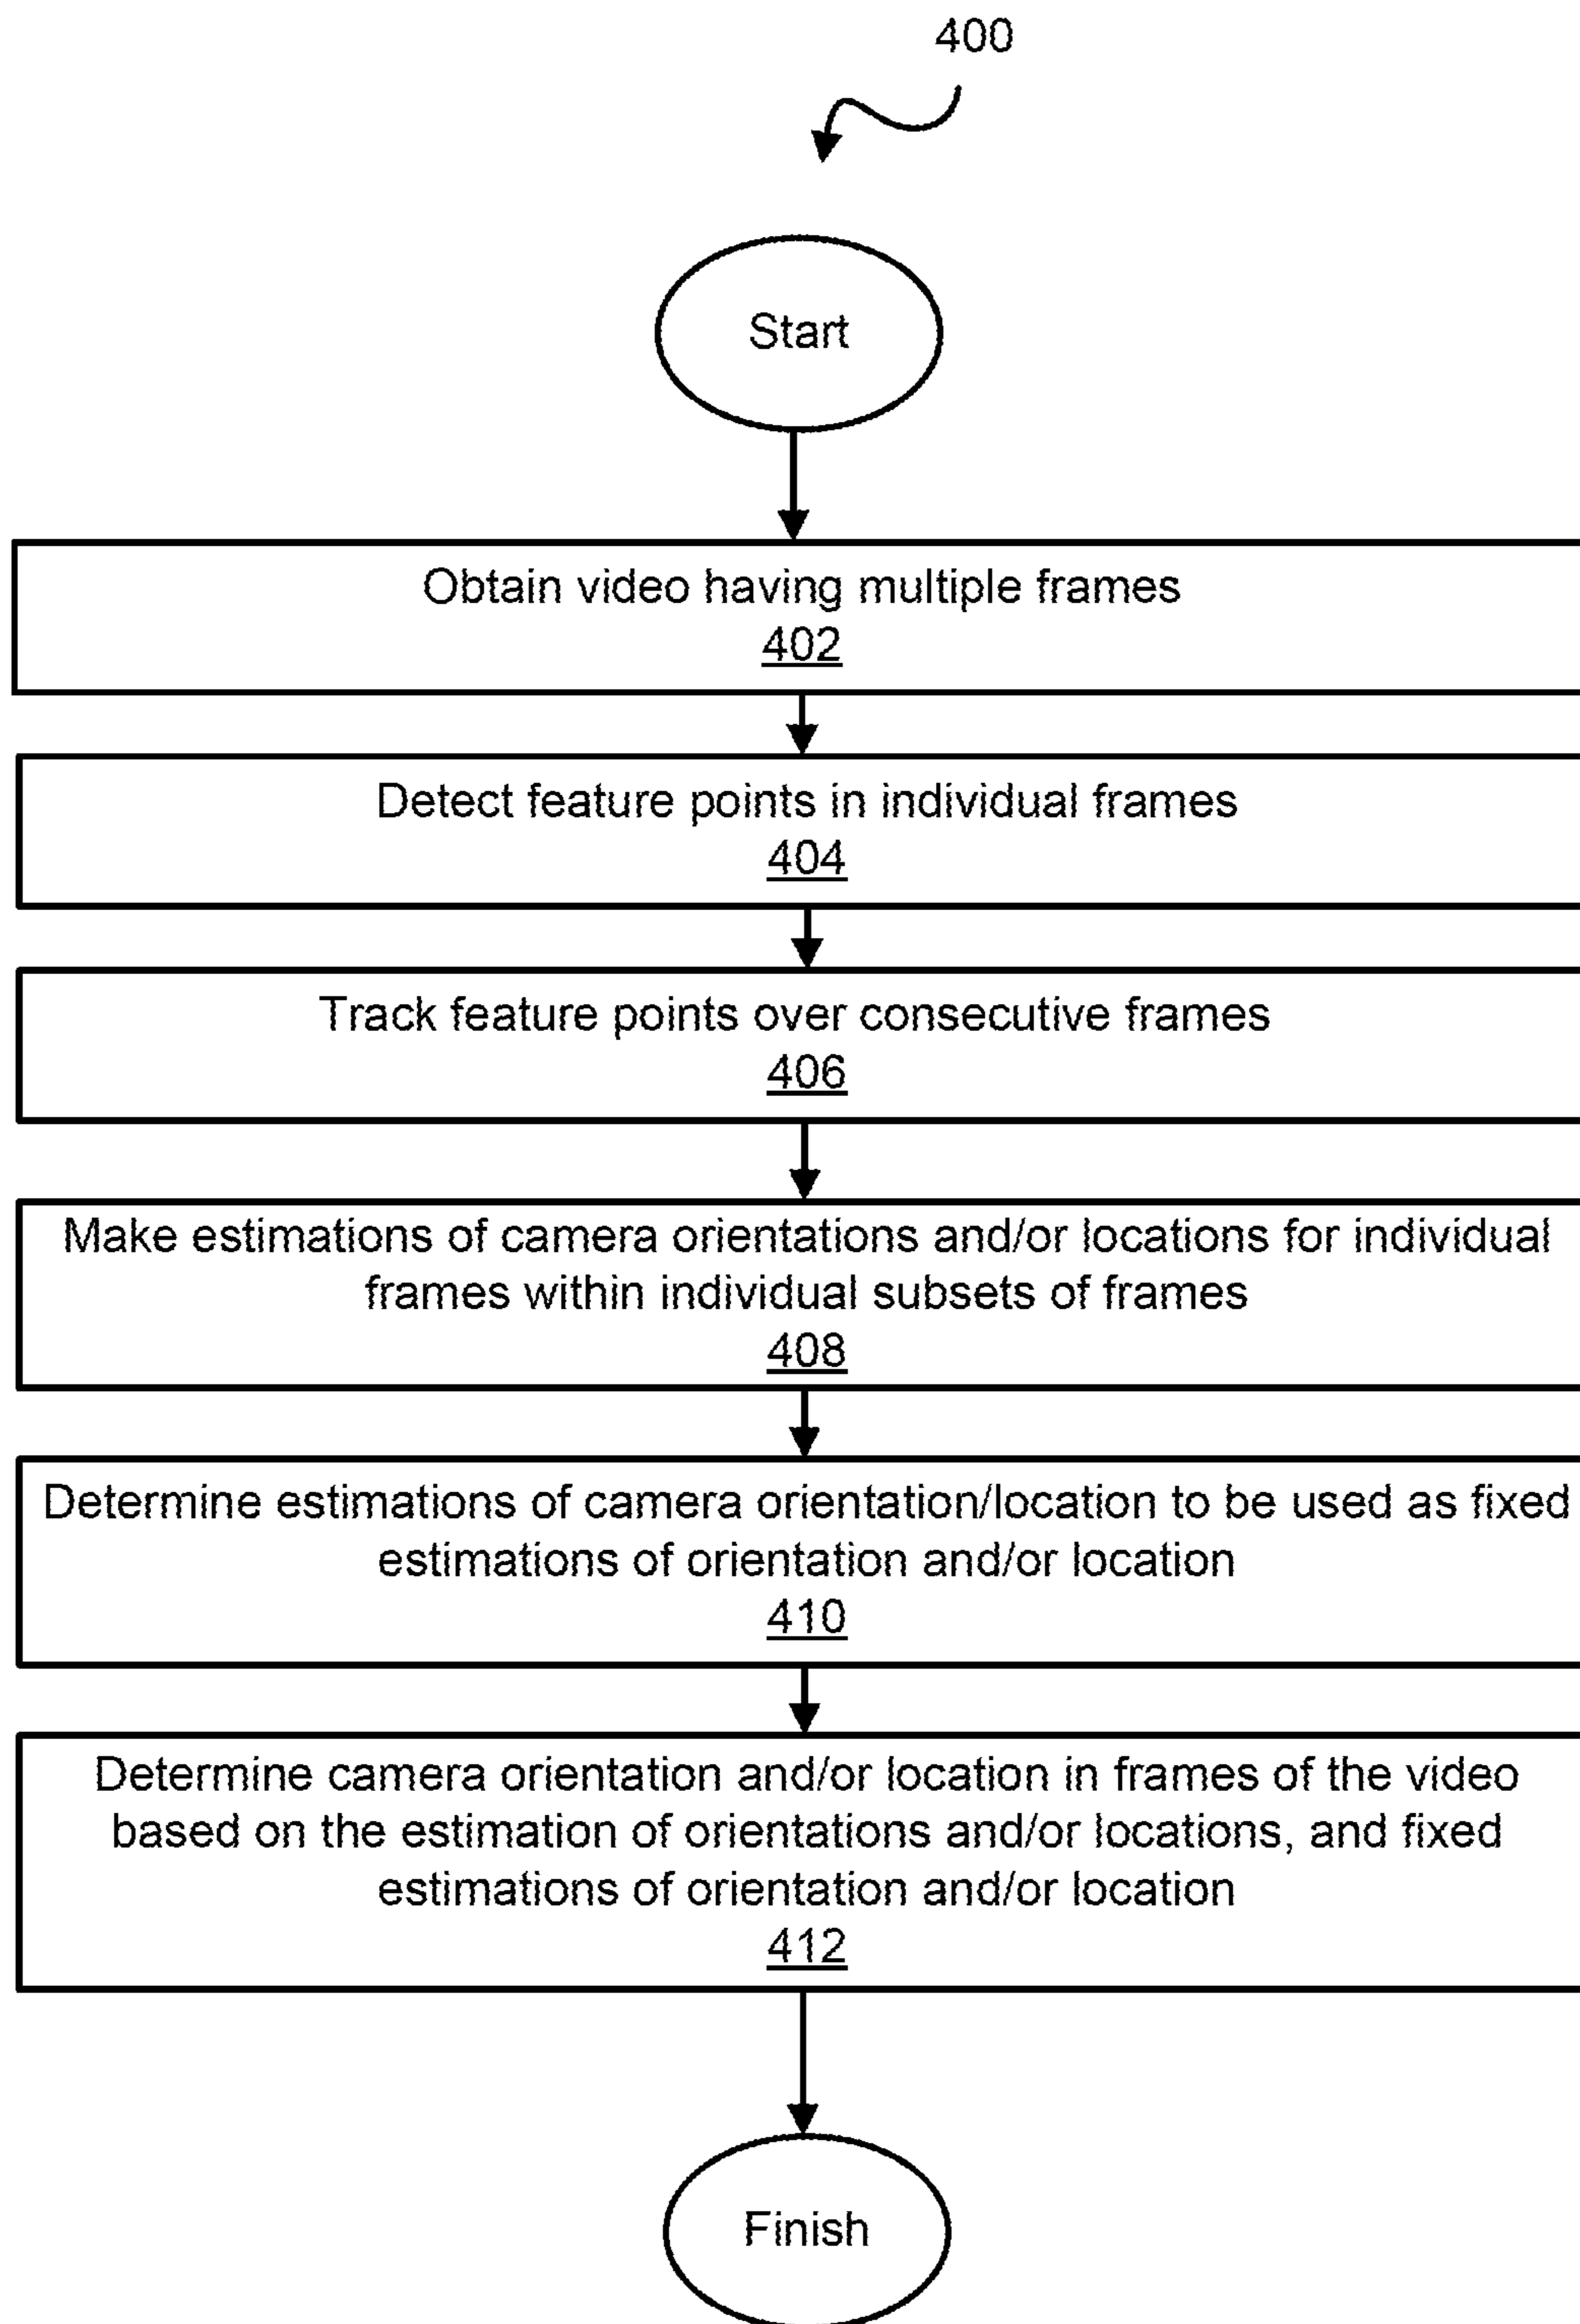 400
Start
Obtain video having multiple frames
402
Detect feature points in individual frames
404
Track feature points over consecutive frames
406
Make estimations of camera orientations and/or locations for individual
frames within individual subsets of frames
408
Determine estimations of camera orientation/location to be used as fixed
estimations of orientation and/or location
410
Determine camera orientation and/or location in frames of the video
based on the estimation of orientations and/or locations, and fixed
estimations of orientation and/or location
412
Finish